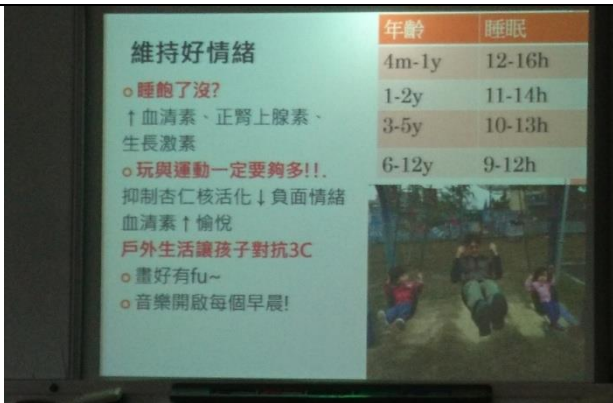 維持好情緒
睡飽了沒?
↑血清素、正腎上腺素、
生長激素
玩與運動一定要夠多!!.
抑制杏仁核活化↓負面情緒
血清素↑愉悅
戶外生活讓孩子對抗3C
畫好有fu~
音樂開啟每個早晨!
年齡 睡眠
4m-1y 12-16h
1-2y 11-14h
3-5y 10-13h
6-12y 9-12h